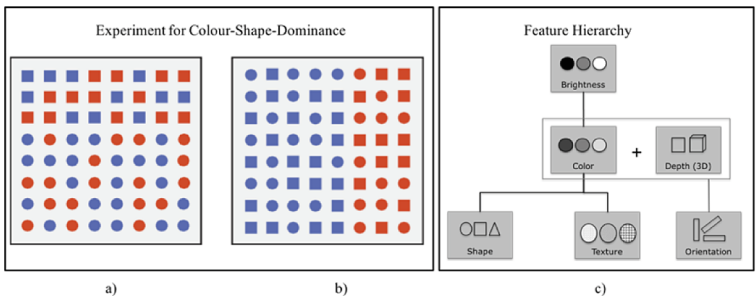 Experiment for Colour-Shape-Dominance
Feature Hierarchy
Brightness
Color
+
Depth (3D)
Shape
Texture
Orientation
a)
b)
c)